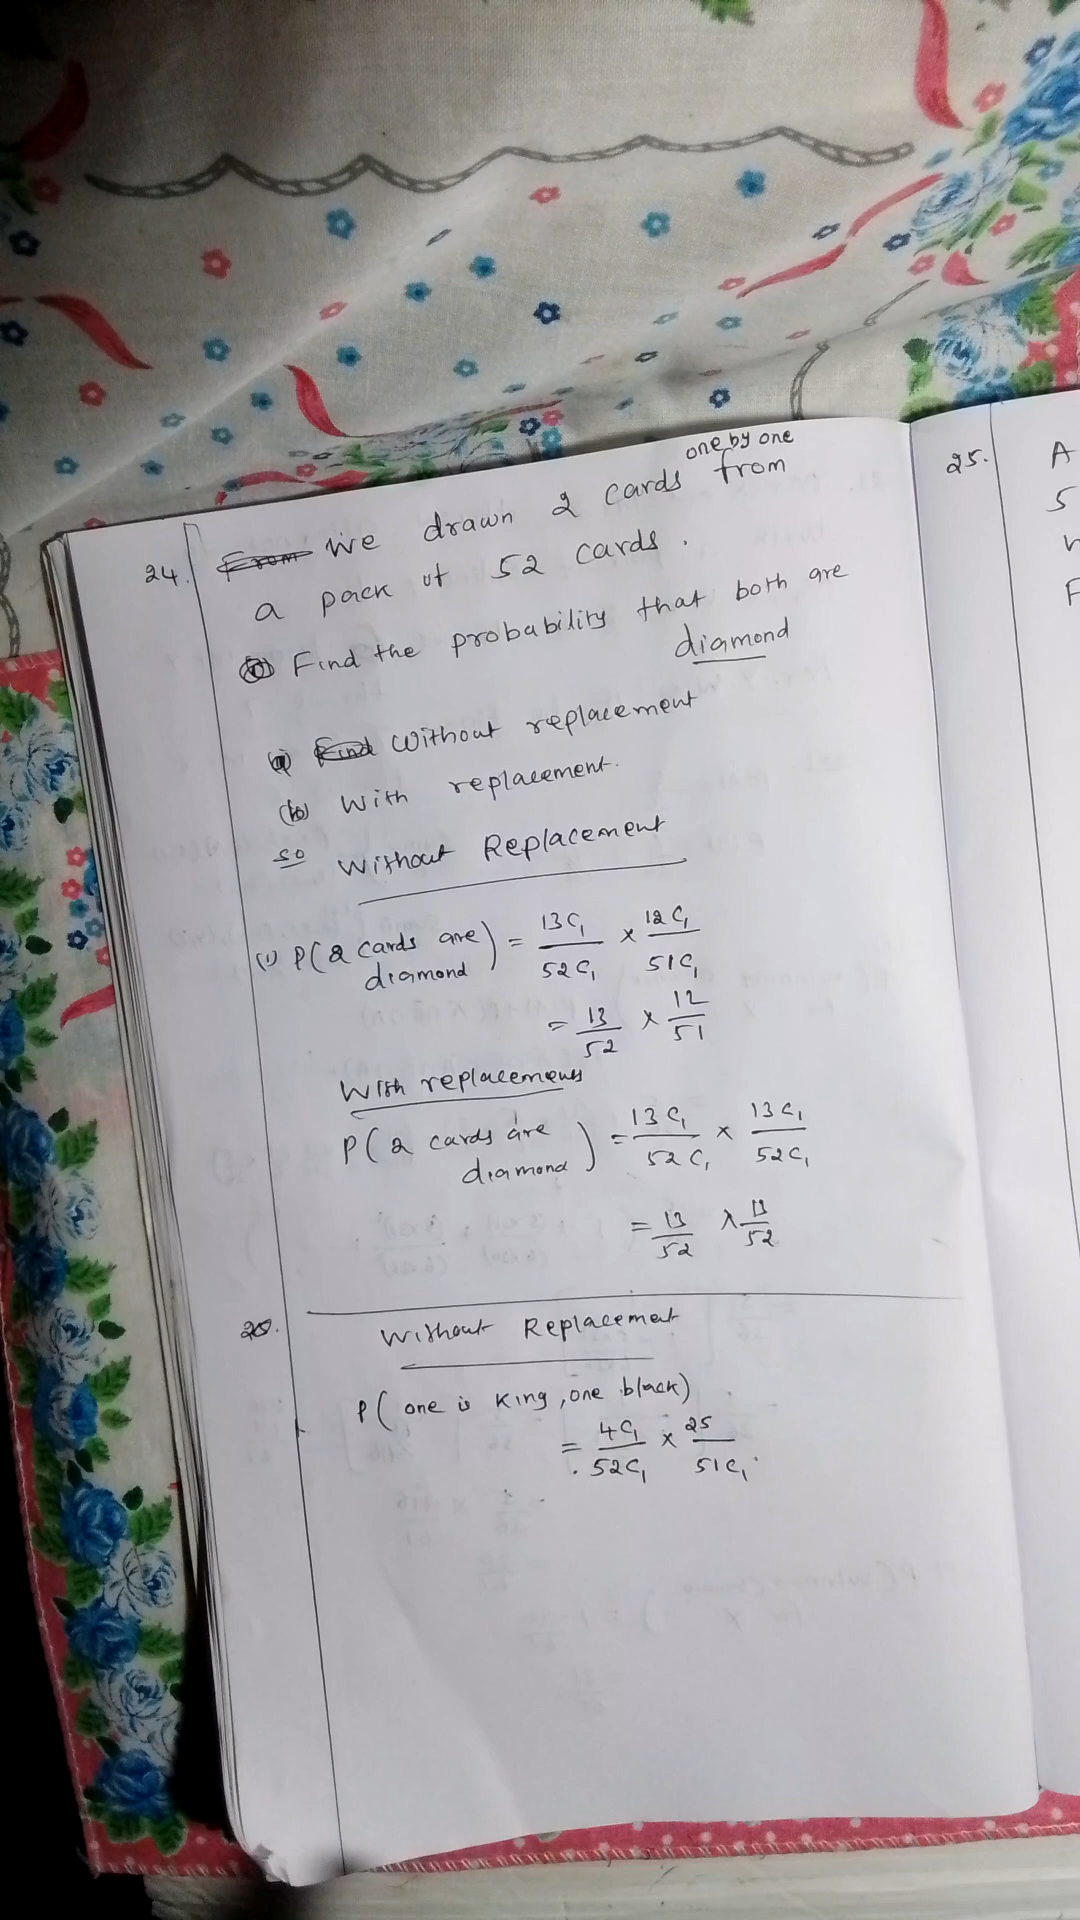 24. We drawn 2 cards one by one from
a pack of 52 cards.
Find the probability that both are
diamond
(a) Without replacement
(b) With replacement.
so Without Replacement
(i) P(2 cards are diamond) = 13C₁/52C₁ × 12C₁/51C₁
= 13/52 × 12/51
With replacement
P(2 cards are diamond) = 13C₁/52C₁ × 13C₁/52C₁
= 13/52 × 13/52
Without Replacement
P(one is King, one black)
= 4C₁/52C₁ × 25/51C₁
25.
A
5